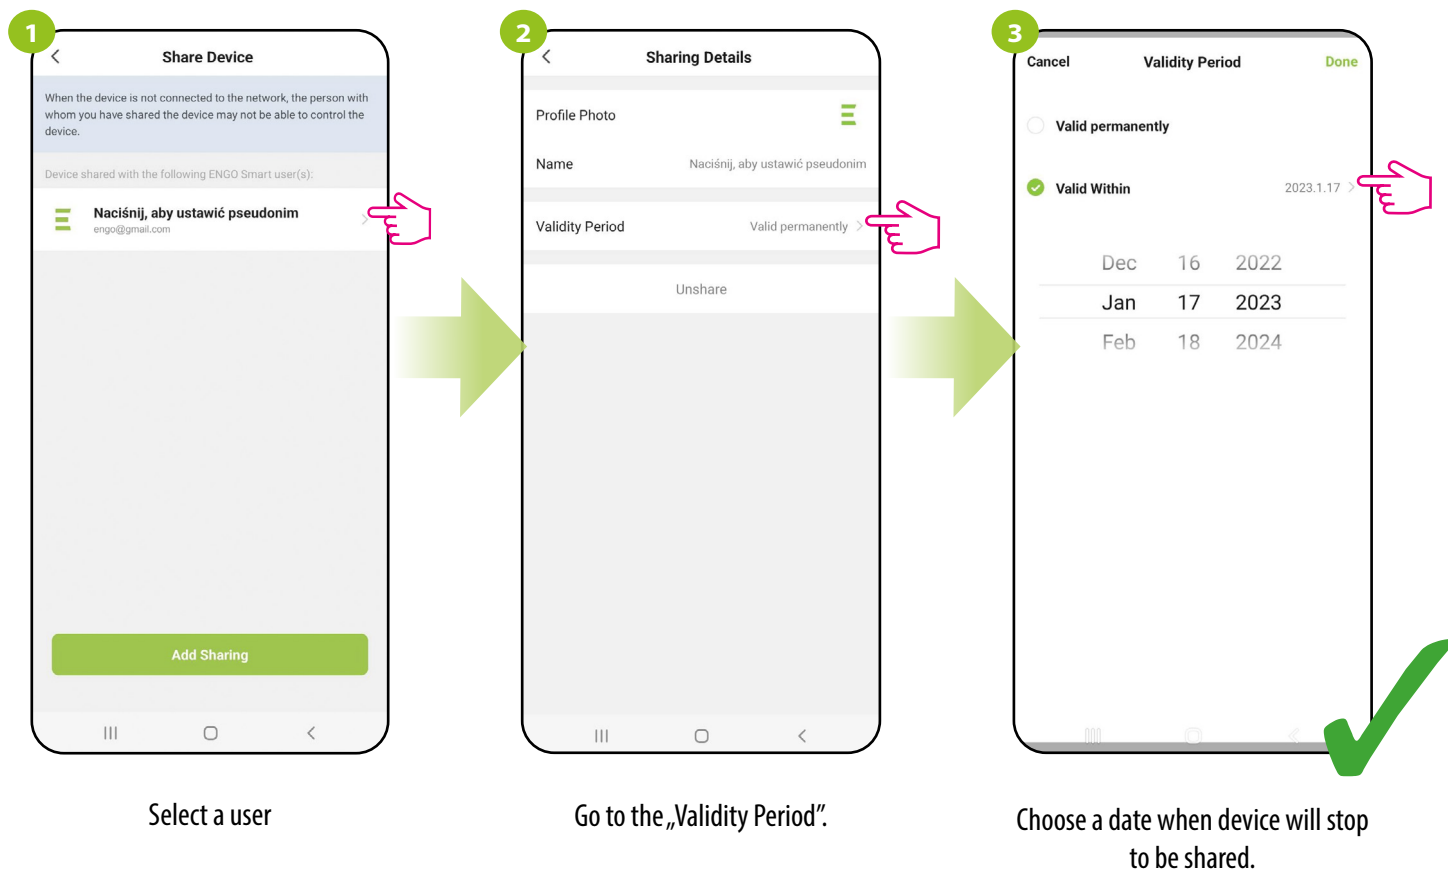 1
Share Device
When the device is not connected to the network, the person with
whom you have shared the device may not be able to control the
device.
Device shared with the following ENGO Smart user(s):
Naciśnij, aby ustawić pseudonim
engo@gmail.com
Add Sharing
Select a user
2
Sharing Details
Profile Photo
Name Naciśnij, aby ustawić pseudonim
Validity Period Valid permanently
Unshare
Go to the „Validity Period”.
3
Cancel Validity Period Done
Valid permanently
Valid Within 2023.1.17
Dec 16 2022
Jan 17 2023
Feb 18 2024
Choose a date when device will stop
to be shared.